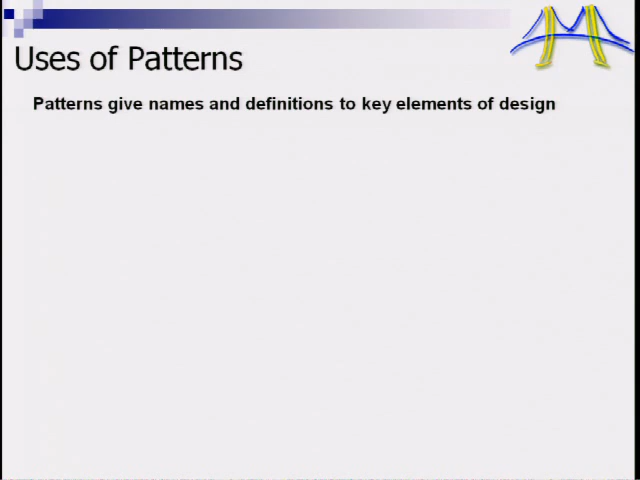 Uses of Patterns
Patterns give names and definitions to key elements of design